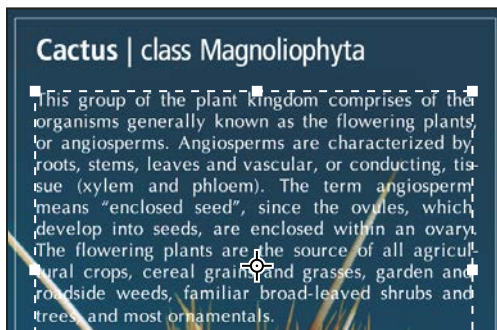 Cactus | class Magnoliophyta
This group of the plant kingdom comprises of the
organisms generally known as the flowering plants,
or angiosperms. Angiosperms are characterized by
roots, stems, leaves and vascular, or conducting, tis-
sue (xylem and phloem). The term angiosperm
means “enclosed seed”, since the ovules, which
develop into seeds, are enclosed within an ovary.
The flowering plants are the source of all agricul-
tural crops, cereal grains and grasses, garden and
roadside weeds, familiar broad-leaved shrubs and
trees, and most ornamentals.